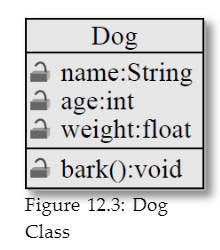 Dog
name:String
age:int
weight:float
bark():void
Figure 12.3: Dog
Class